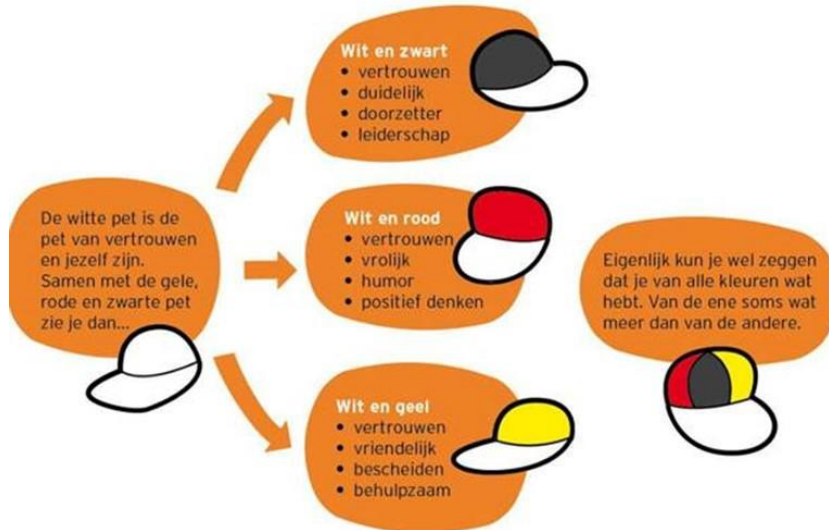 De witte pet is de
pet van vertrouwen
en jezelf zijn.
Samen met de gele,
rode en zwarte pet
zie je dan...
Wit en zwart
• vertrouwen
• duidelijk
• doorzetter
• leiderschap
Wit en rood
• vertrouwen
• vrolijk
• humor
• positief denken
Wit en geel
• vertrouwen
• vriendelijk
• bescheiden
• behulpzaam
Eigenlijk kun je wel zeggen
dat je van alle kleuren wat
hebt. Van de ene soms wat
meer dan van de andere.